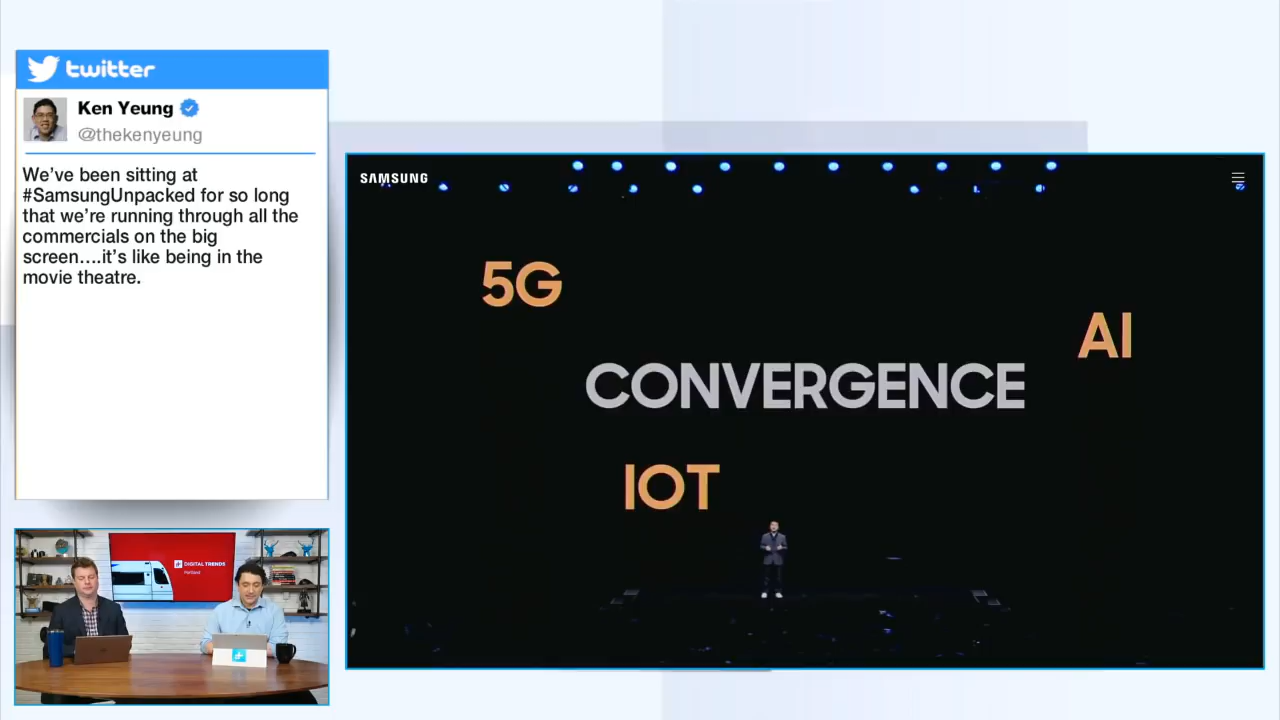 twitter
Ken Yeung
@thekenyeung
We've been sitting at
#SamsungUnpacked for so long
that we're running through all the
commercials on the big
screen....it's like being in the
movie theatre.
SAMSUNG
5G
AI
CONVERGENCE
IOT
DIGITAL TRENDS
Portland